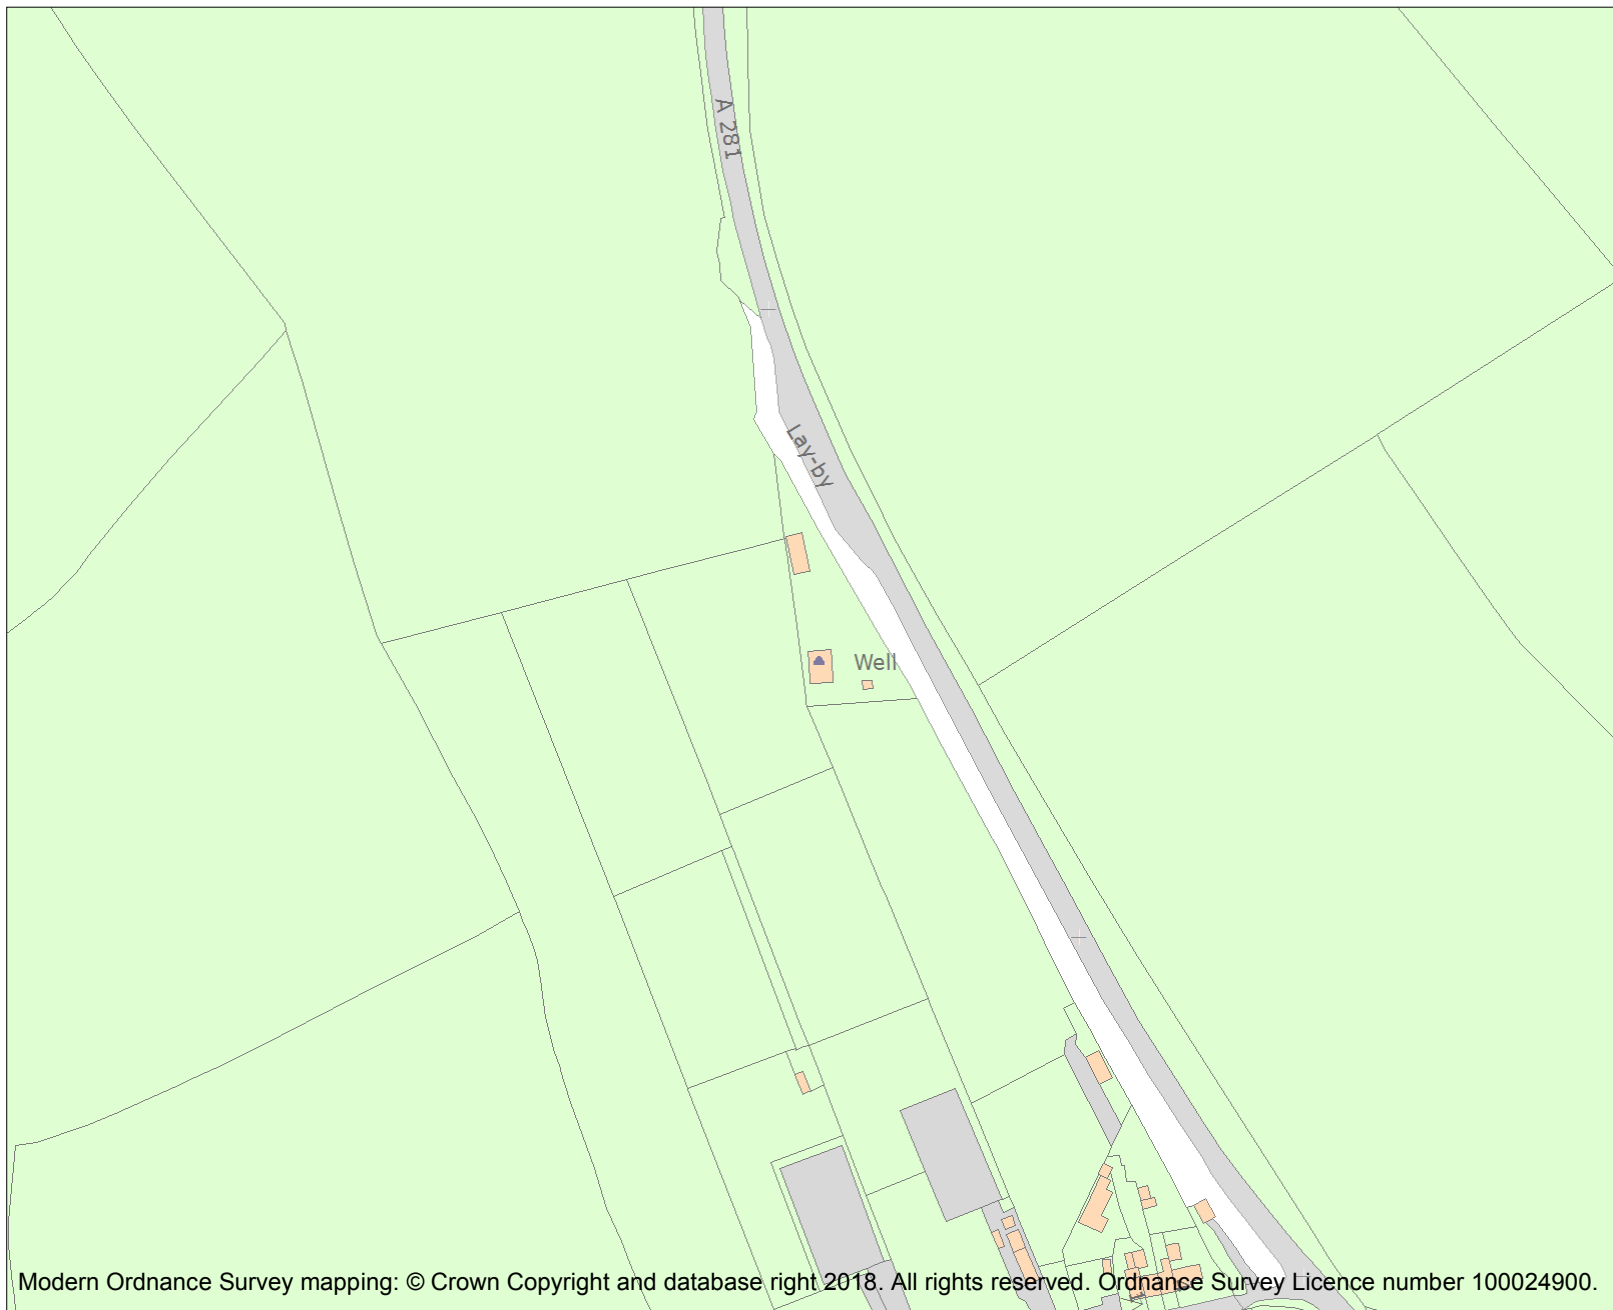 A 281
Lay-by
Well
Modern Ordnance Survey mapping: © Crown Copyright and database right 2018. All rights reserved. Ordnance Survey Licence number 100024900.